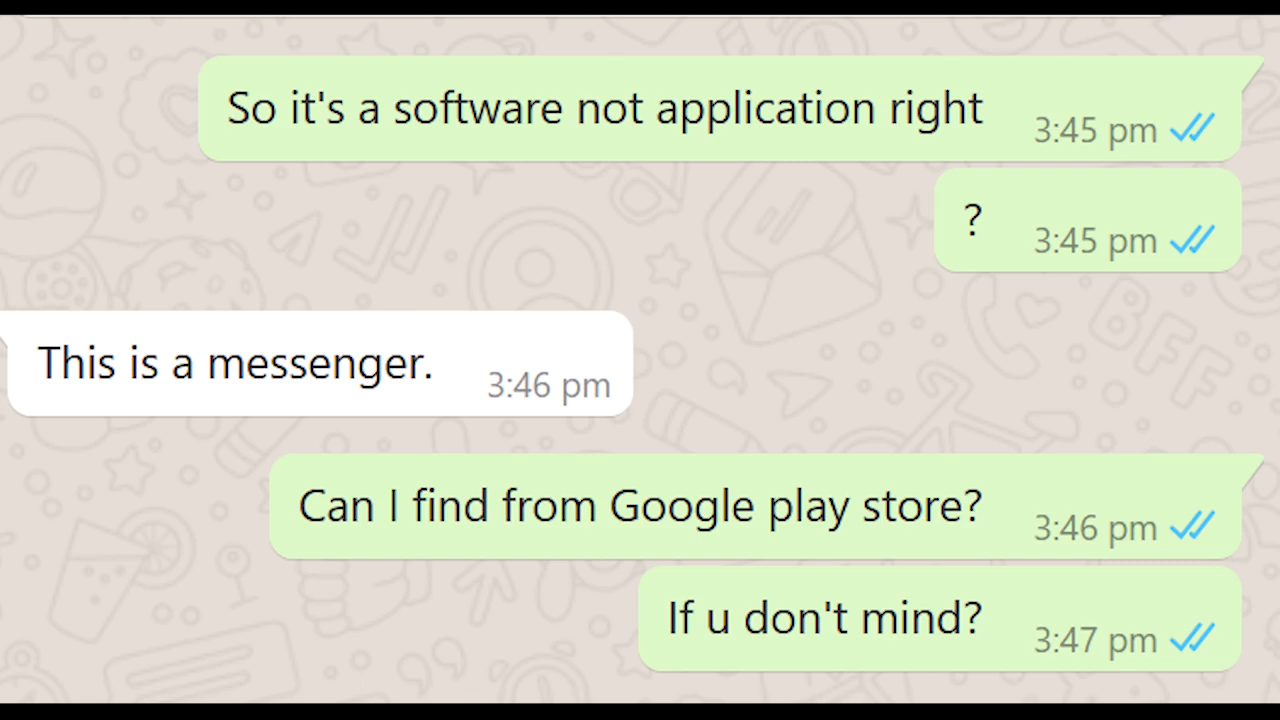 So it's a software not application right
3:45 pm
?
3:45 pm
This is a messenger.
3:46 pm
Can I find from Google play store?
3:46 pm
If u don't mind?
3:47 pm